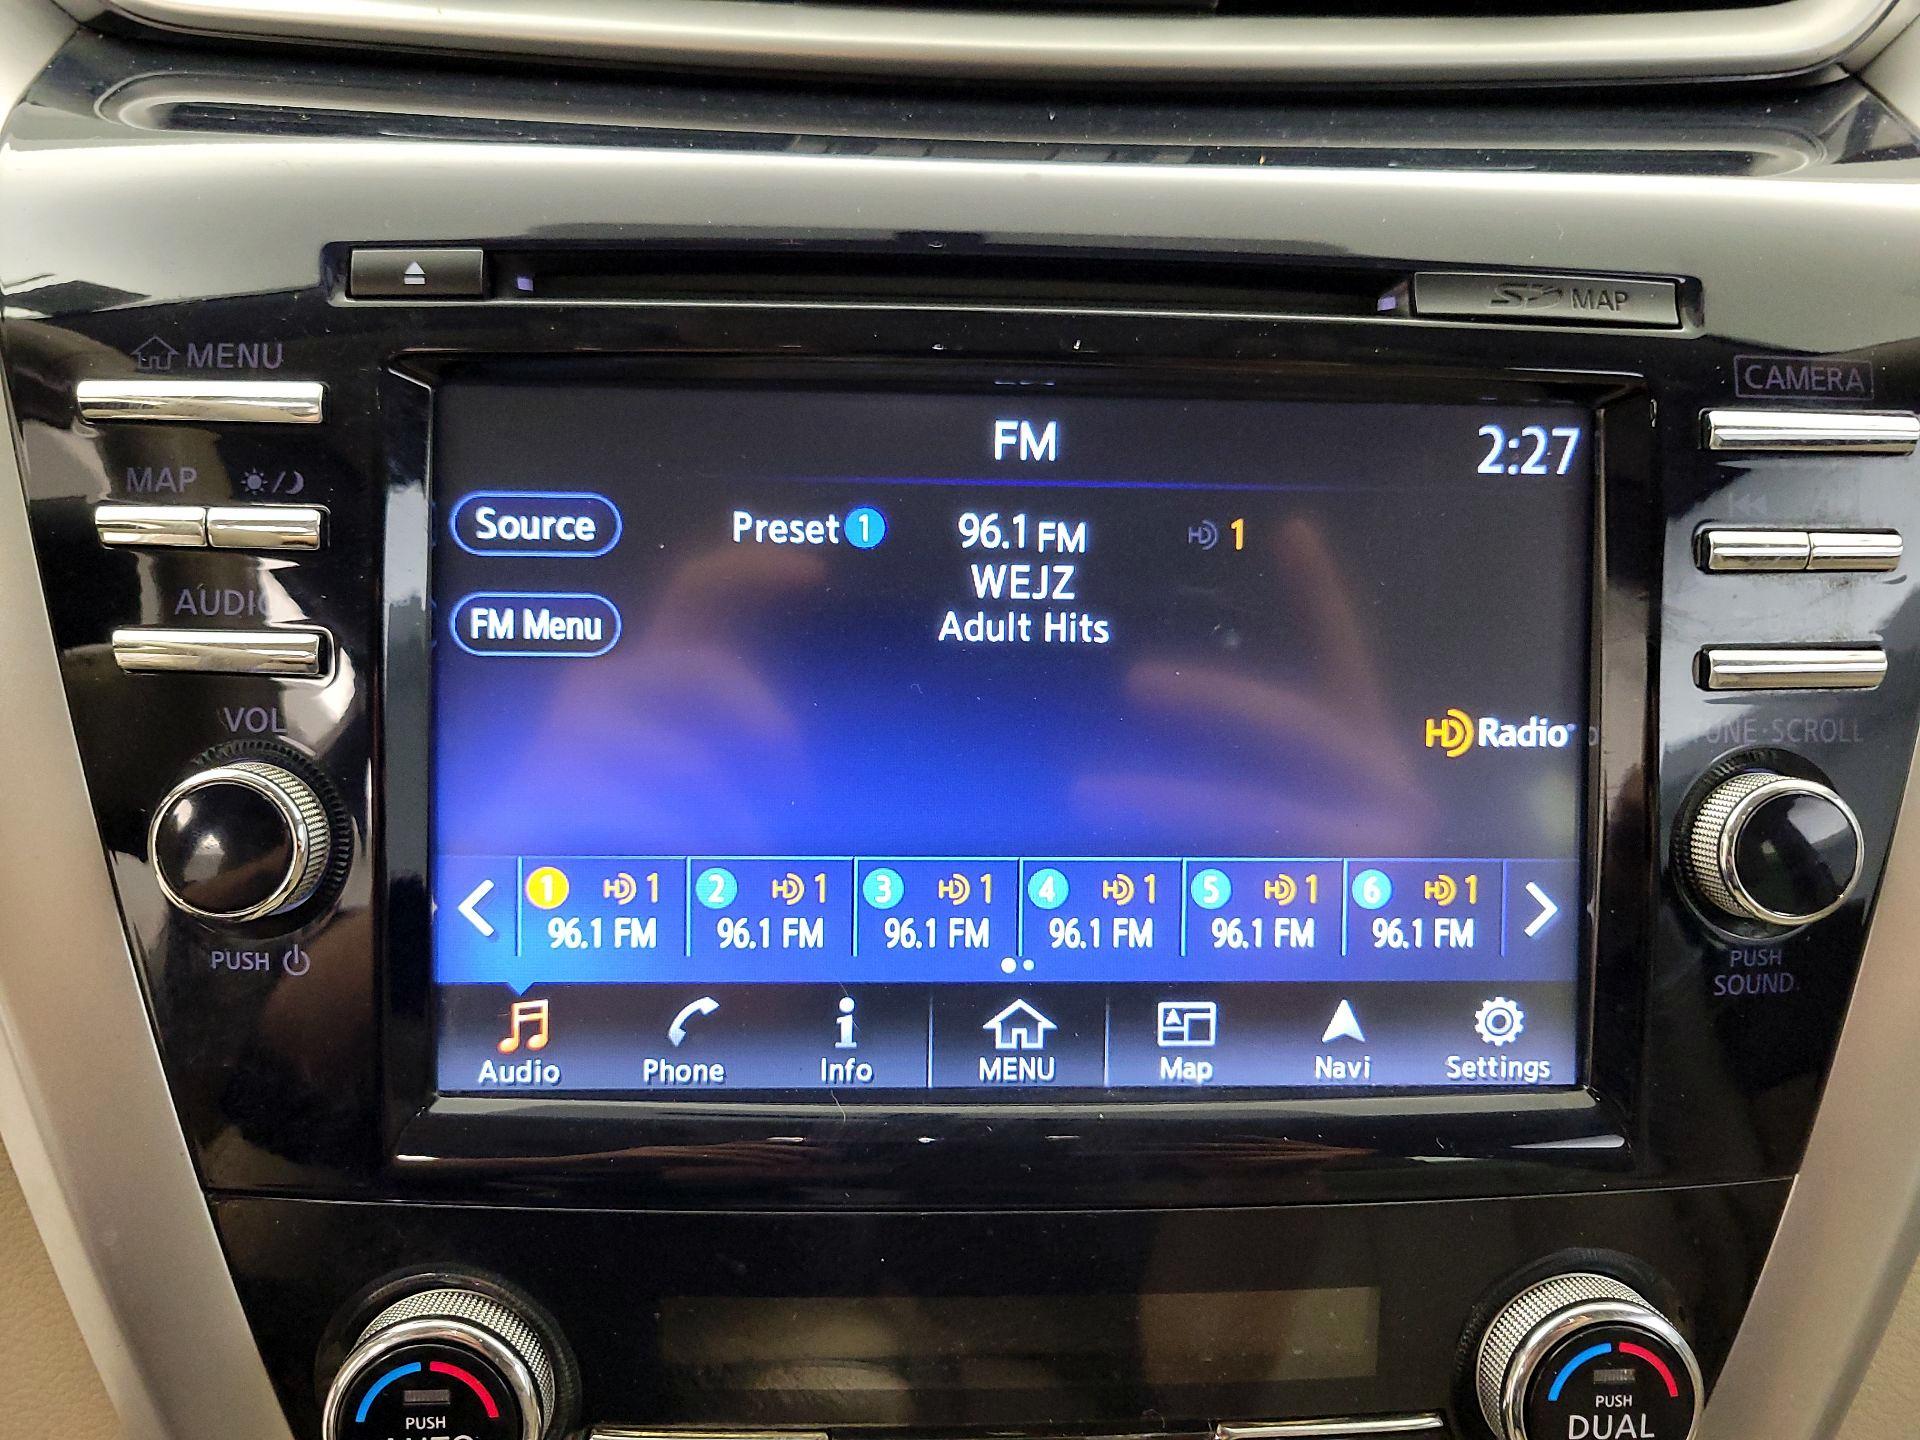 SD MAP
MENU
CAMERA
MAP
AUDIO
VOL
PUSH
TUNE·SCROLL
PUSH
SOUND
FM
2:27
Source
Preset 1
96.1 FM
HD 1
WEJZ
FM Menu
Adult Hits
HD Radio
1 HD 1
96.1 FM
2 HD 1
96.1 FM
3 HD 1
96.1 FM
4 HD 1
96.1 FM
5 HD 1
96.1 FM
6 HD 1
96.1 FM
Audio
Phone
Info
MENU
Map
Navi
Settings
PUSH
AUTO
PUSH
DUAL